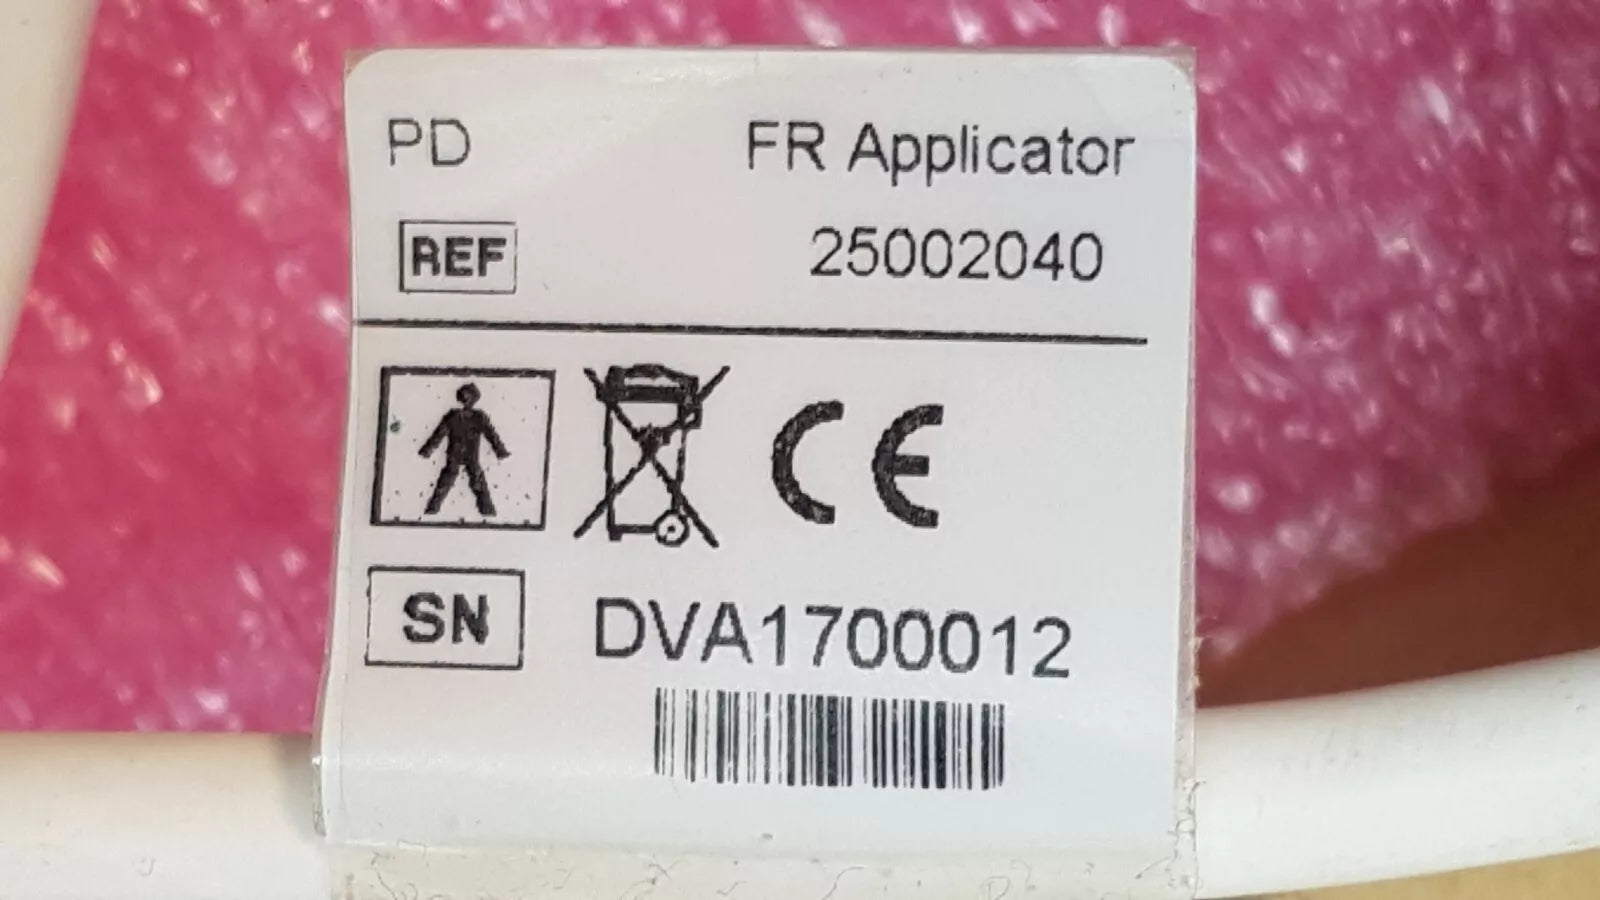 PD FR Applicator
REF 25002040
CE
SN DVA1700012